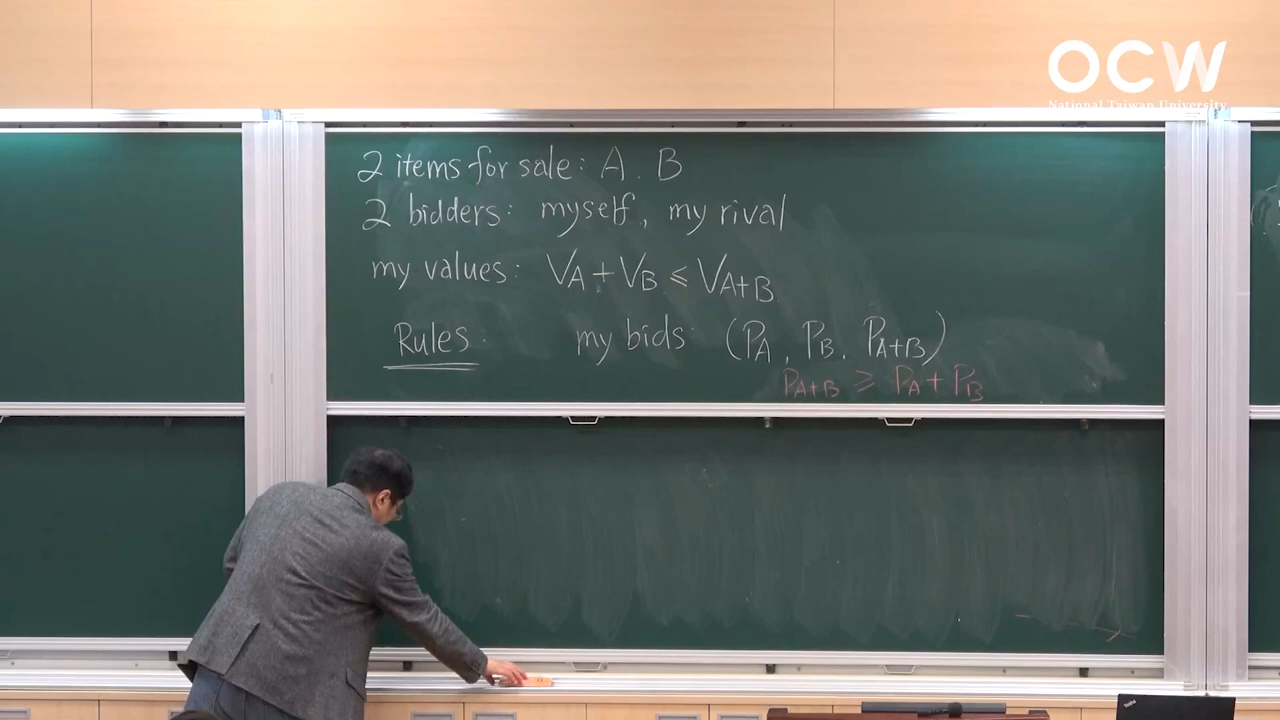 OCW
National Taiwan University
2 items for sale: A. B
2 bidders: myself, my rival
my values: VA + VB ≤ VA+B
Rules: my bids: (PA, PB, PA+B)
PA+B ≥ PA + PB